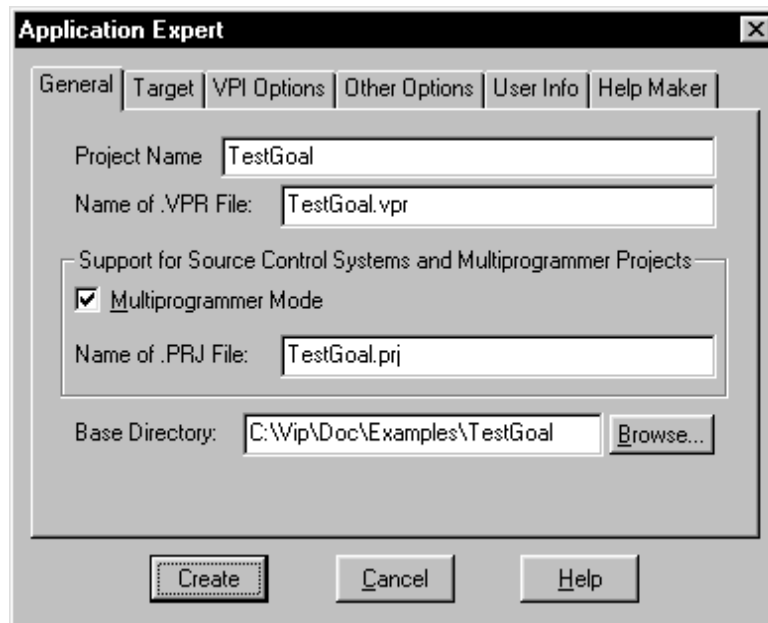 Application Expert
General Target VPI Options Other Options User Info Help Maker
Project Name TestGoal
Name of .VPR File: TestGoal.vpr
Support for Source Control Systems and Multiprogrammer Projects
Multiprogrammer Mode
Name of .PRJ File: TestGoal.prj
Base Directory: C:\Vip\Doc\Examples\TestGoal Browse...
Create Cancel Help